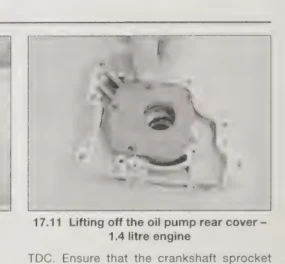 17.11 Lifting off the oil pump rear cover –
1.4 litre engine
TDC. Ensure that the crankshaft sprocket